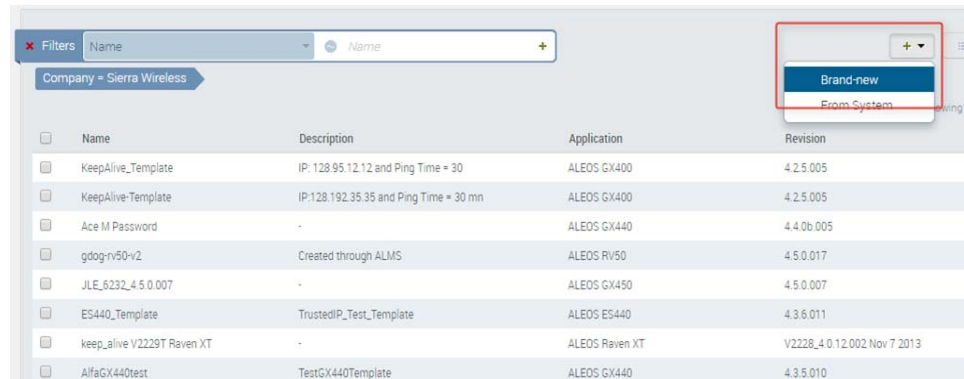 × Filters Name Name +
+
Company = Sierra Wireless
Brand-new
From System
owing
Name Description Application Revision
KeepAlive_Template IP: 128.95.12.12 and Ping Time = 30 ALEOS GX400 4.2.5.005
KeepAlive-Template IP:128.192.35.35 and Ping Time = 30 mn ALEOS GX400 4.2.5.005
Ace M Password - ALEOS GX440 4.4.0b.005
gdog-rv50-v2 Created through ALMS ALEOS RV50 4.5.0.017
JLE_6232_4.5.0.007 - ALEOS GX450 4.5.0.007
ES440_Template TrustedIP_Test_Template ALEOS ES440 4.3.6.011
keep_alive V2229T Raven XT - ALEOS Raven XT V2228_4.0.12.002 Nov 7 2013
AlfaGX440test TestGX440Template ALEOS GX440 4.3.5.010